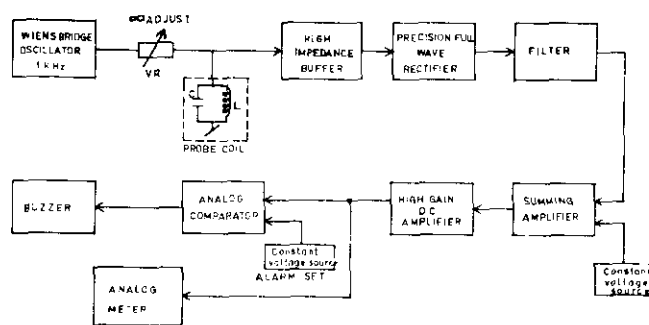 WIENS BRIDGE
OSCILLATOR
1 kHz
ADJUST
VR
C
L
PROBE COIL
HIGH
IMPEDANCE
BUFFER
PRECISION FULL
WAVE
RECTIFIER
FILTER
BUZZER
ANALOG
COMPARATOR
HIGH GAIN
D C
AMPLIFIER
SUMMING
AMPLIFIER
Constant
voltage source
ALARM SET
Constant
voltage
source
ANALOG
METER